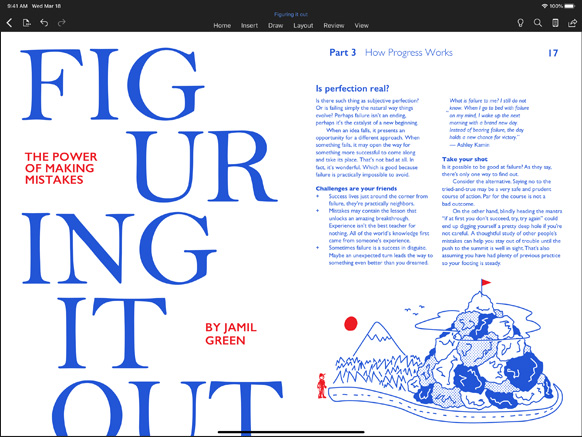 9:41 AM Wed Mar 18
100%
Figuring it out
Home Insert Draw Layout Review View
FIG
UR
ING
IT
OUT
THE POWER
OF MAKING
MISTAKES
BY JAMIL
GREEN
Part 3 How Progress Works
17
Is perfection real?
Is there such thing as subjective perfection?
Or is failing simply the natural way things
evolve? Perhaps failure isn't an ending,
perhaps it's the catalyst of a new beginning.
When an idea falls, it presents an
opportunity for a different approach. When
something fails, it may open the way for
something more successful to come along
and take its place. That's not bad at all. In
fact, it's wonderful. Which is good because
failure is practically impossible to avoid.
Challenges are your friends
+ Success lives just around the corner from
failure; they're practically neighbors.
+ Mistakes may contain the lesson that
unlocks an amazing breakthrough.
Experience isn't the best teacher for
nothing. All of the world's knowledge first
came from someone's experience.
+ Sometimes failure is a success in disguise.
Maybe an unexpected turn leads the way to
something even better than you dreamed.
"What is failure to me? I still do not
know. When I go to bed with failure
on my mind, I wake up the next
morning with a brand new day.
Instead of fearing failure, the day
holds a new chance for victory."
— Ashley Kamin
Take your shot
Is it possible to be good at failure? As they say,
there's only one way to find out.
Consider the alternative. Saying no to the
tried-and-true may be a very safe and prudent
course of action. Par for the course is not a
bad outcome.
On the other hand, blindly heading the mantra
"if at first you don't succeed, try, try again" could
end up digging yourself a pretty deep hole if you're
not careful. A thoughtful study of other people's
mistakes can help you stay out of trouble until the
push to the summit is well in sight. That's also
assuming you have had plenty of previous practice
so your footing is steady.